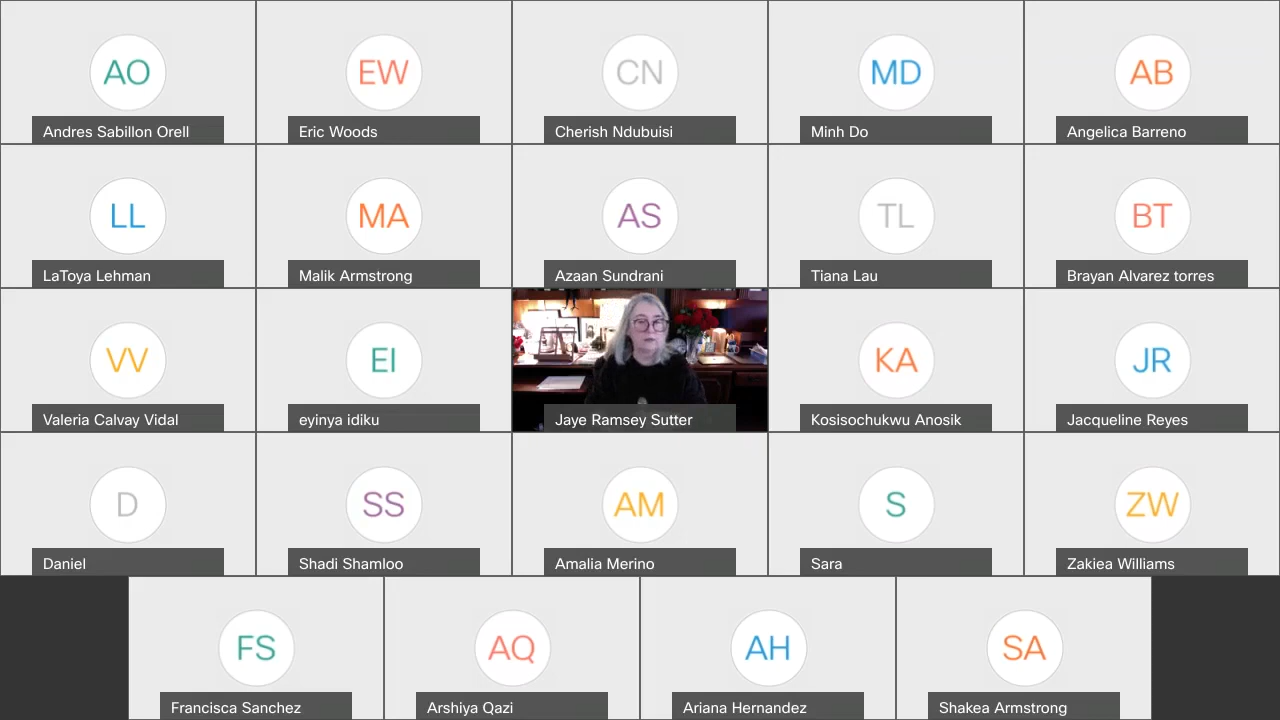 AO
Andres Sabillon Orell
EW
Eric Woods
CN
Cherish Ndubuisi
MD
Minh Do
AB
Angelica Barreno
LL
LaToya Lehman
MA
Malik Armstrong
AS
Azaan Sundrani
TL
Tiana Lau
BT
Brayan Alvarez torres
VV
Valeria Calvay Vidal
EI
eyinya idiku
Jaye Ramsey Sutter
KA
Kosisochukwu Anosik
JR
Jacqueline Reyes
D
Daniel
SS
Shadi Shamloo
AM
Amalia Merino
S
Sara
ZW
Zakiea Williams
FS
Francisca Sanchez
AQ
Arshiya Qazi
AH
Ariana Hernandez
SA
Shakea Armstrong